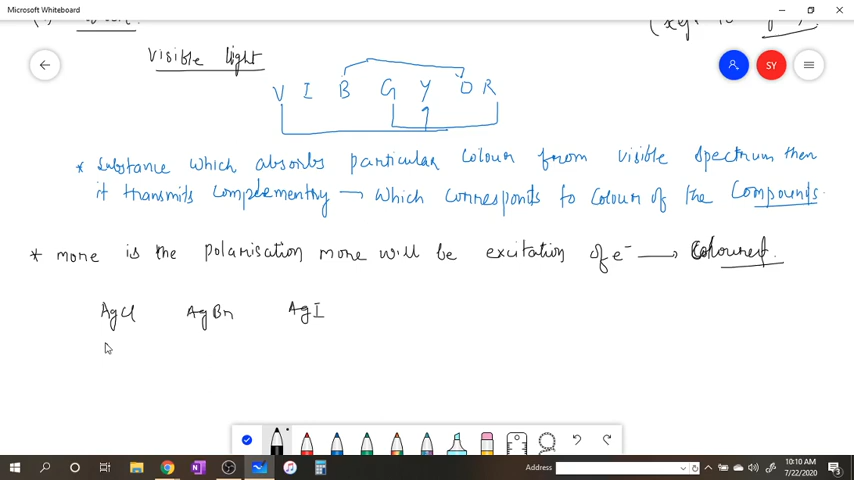 Microsoft Whiteboard
Visible light
SY
V I B G Y O R
* Substance which absorbs particular colour from visible spectrum then
it transmits complementry → which corresponds to colour of the Compounds.
* more is the polarisation more will be excitation of e⁻ → Coloured.
AgCl AgBr AgI
Address
10:10 AM
7/22/2020
3